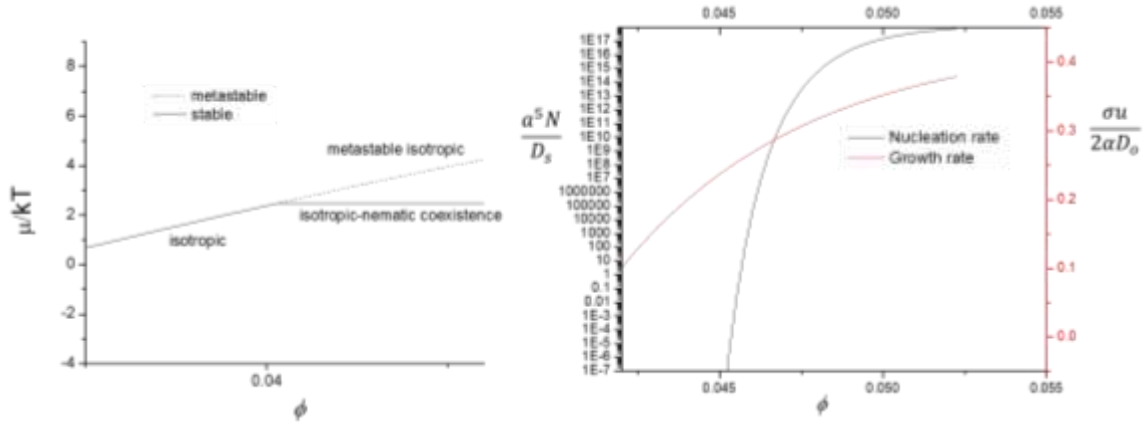 8
6
4
2
0
-2
-4
μ/kT
metastable
stable
metastable isotropic
isotropic-nematic coexistence
isotropic
0.04
ϕ
0.045 0.050 0.055
1E17
1E16
1E15
1E14
1E13
1E12
1E11
1E10
1E9
1E8
1E7
1000000
100000
10000
1000
100
10
1
0.1
0.01
1E-3
1E-4
1E-5
1E-6
1E-7
a⁵N
D_s
Nucleation rate
Growth rate
0.4
0.3
0.2
0.1
0.0
σu
2αD_o
0.045 0.050 0.055
ϕ